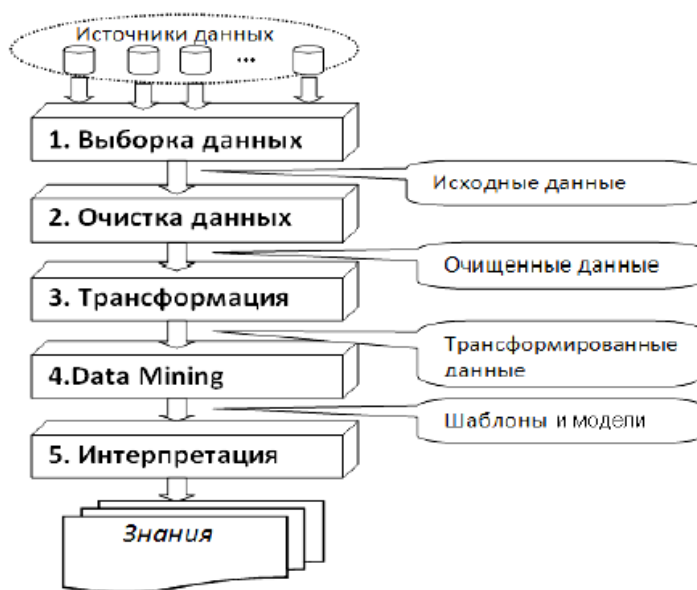 Источники данных
...
1. Выборка данных
Исходные данные
2. Очистка данных
Очищенные данные
3. Трансформация
Трансформированные
данные
4.Data Mining
Шаблоны и модели
5. Интерпретация
Знания